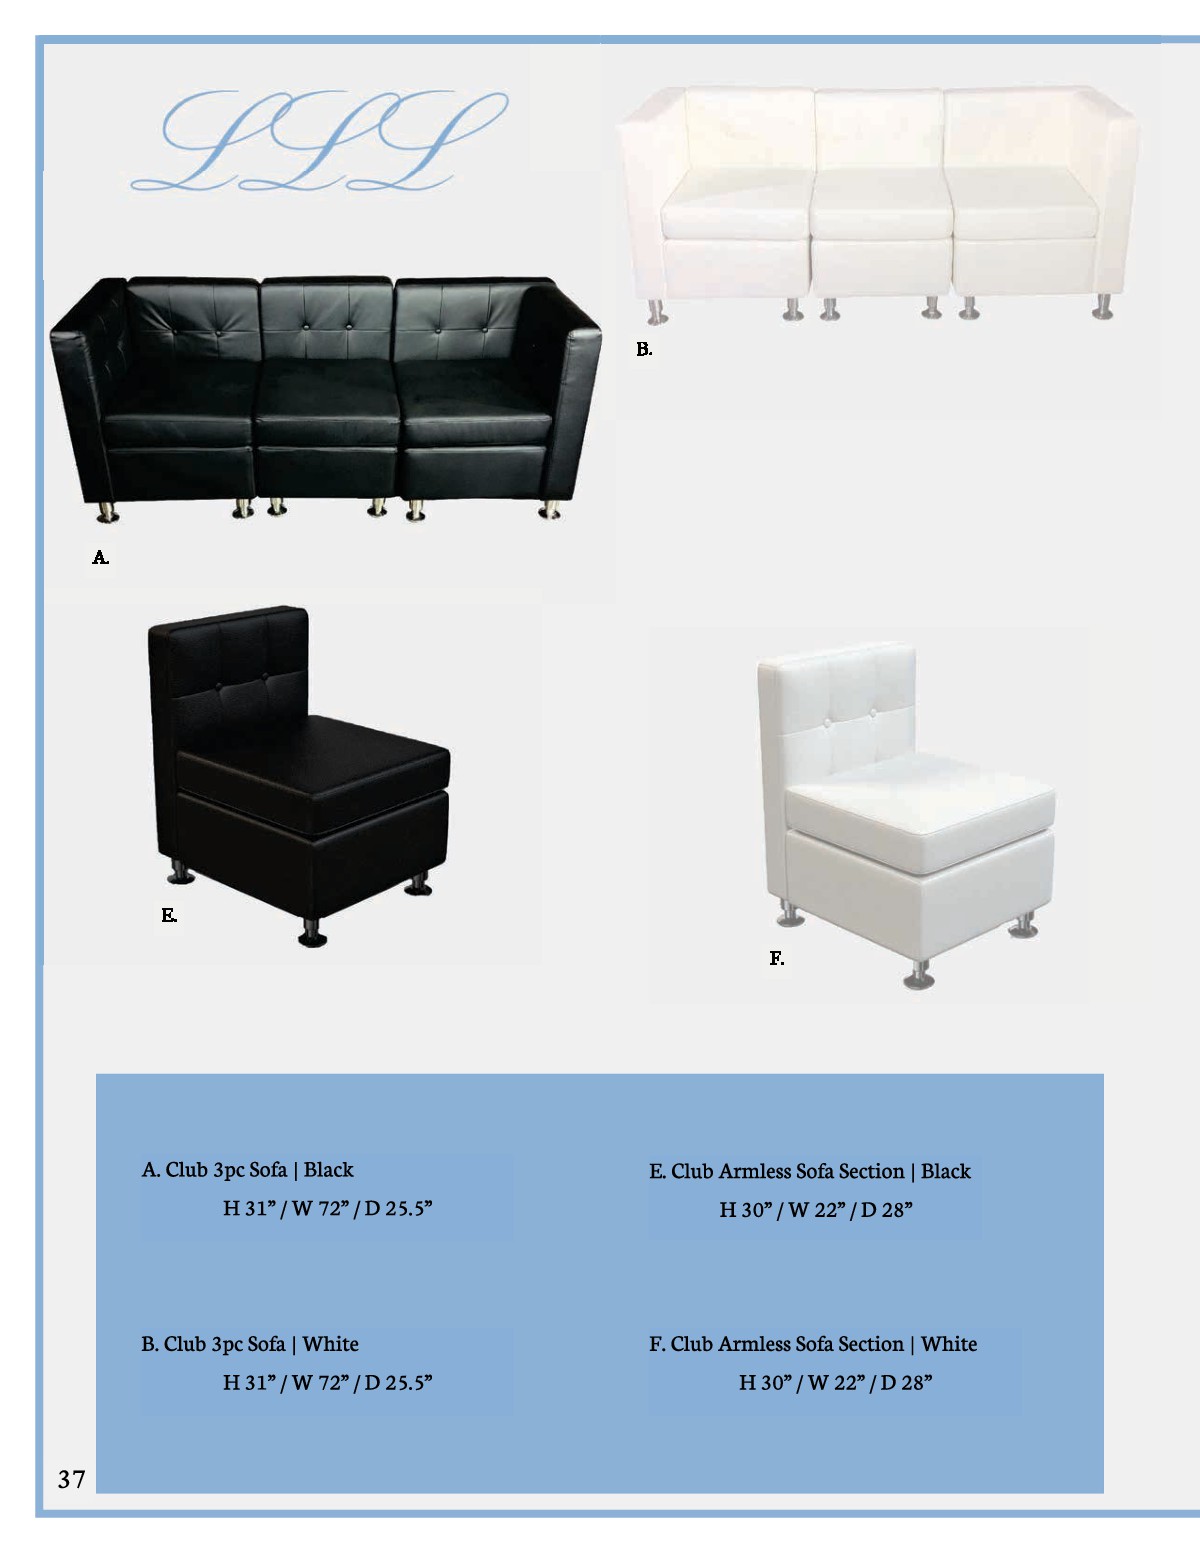 LLL
B.
A.
E.
F.
A. Club 3pc Sofa | Black
H 31” / W 72” / D 25.5”
E. Club Armless Sofa Section | Black
H 30” / W 22” / D 28”
B. Club 3pc Sofa | White
H 31” / W 72” / D 25.5”
F. Club Armless Sofa Section | White
H 30” / W 22” / D 28”
37